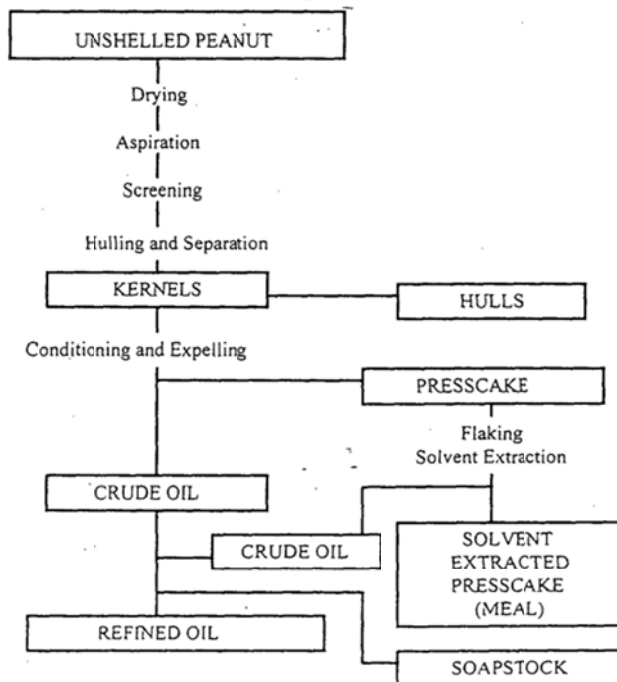 UNSHELLED PEANUT
Drying
Aspiration
Screening
Hulling and Separation
KERNELS
HULLS
Conditioning and Expelling
PRESSCAKE
Flaking
Solvent Extraction
CRUDE OIL
CRUDE OIL
SOLVENT
EXTRACTED
PRESSCAKE
(MEAL)
REFINED OIL
SOAPSTOCK